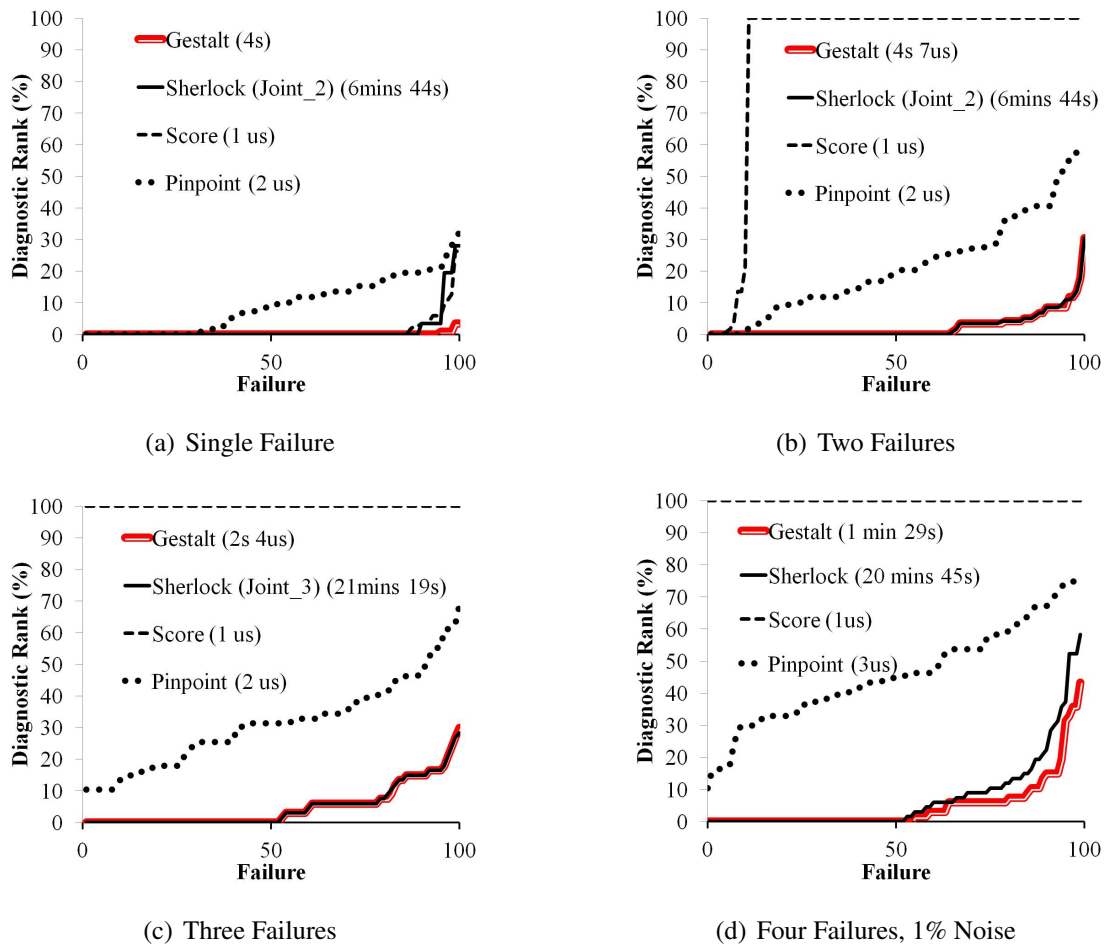 100
90
80
70
60
50
40
30
20
10
0
Diagnostic Rank (%)
Gestalt (4s)
Sherlock (Joint_2) (6mins 44s)
Score (1 us)
Pinpoint (2 us)
0
50
100
Failure
(a) Single Failure
100
90
80
70
60
50
40
30
20
10
0
Diagnostic Rank (%)
Gestalt (4s 7us)
Sherlock (Joint_2) (6mins 44s)
Score (1 us)
Pinpoint (2 us)
0
50
100
Failure
(b) Two Failures
100
90
80
70
60
50
40
30
20
10
0
Diagnostic Rank (%)
Gestalt (2s 4us)
Sherlock (Joint_3) (21mins 19s)
Score (1 us)
Pinpoint (2 us)
0
50
100
Failure
(c) Three Failures
100
90
80
70
60
50
40
30
20
10
0
Diagnostic Rank (%)
Gestalt (1 min 29s)
Sherlock (20 mins 45s)
Score (1us)
Pinpoint (3us)
0
50
100
Failure
(d) Four Failures, 1% Noise